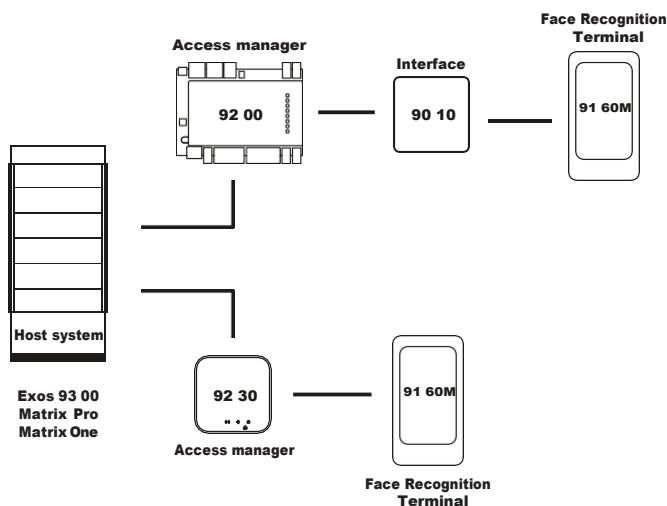 Face Recognition
Terminal
Access manager
Interface
92 00
90 10
91 60M
Host system
Exos 93 00
Matrix Pro
Matrix One
92 30
Access manager
91 60M
Face Recognition
Terminal